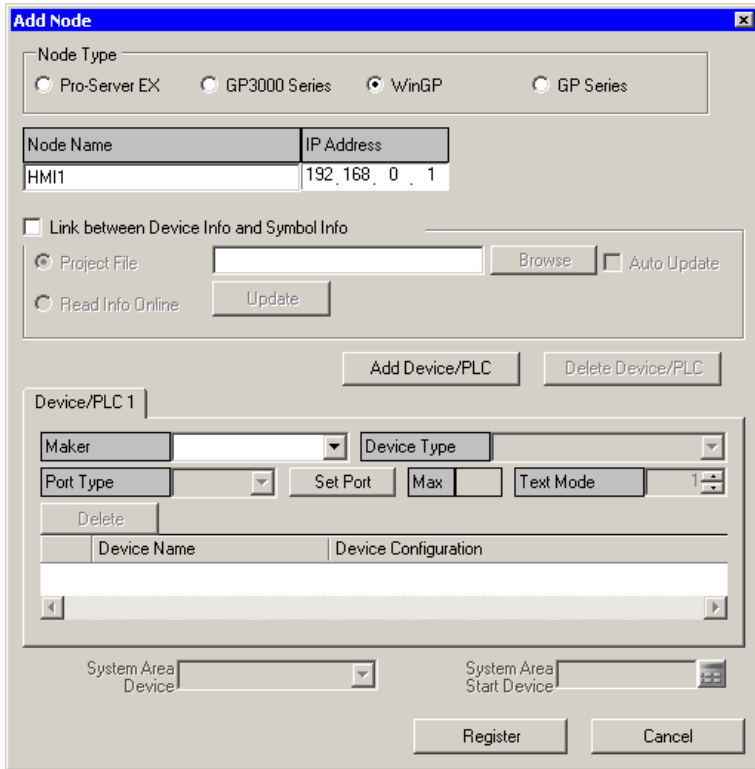 Add Node
Node Type
Pro-Server EX GP3000 Series WinGP GP Series
Node Name IP Address
HMI1 192.168. 0 . 1
Link between Device Info and Symbol Info
Project File Browse Auto Update
Read Info Online Update
Add Device/PLC Delete Device/PLC
Device/PLC 1
Maker Device Type
Port Type Set Port Max Text Mode 1
Delete
Device Name Device Configuration
System Area Device System Area Start Device
Register Cancel